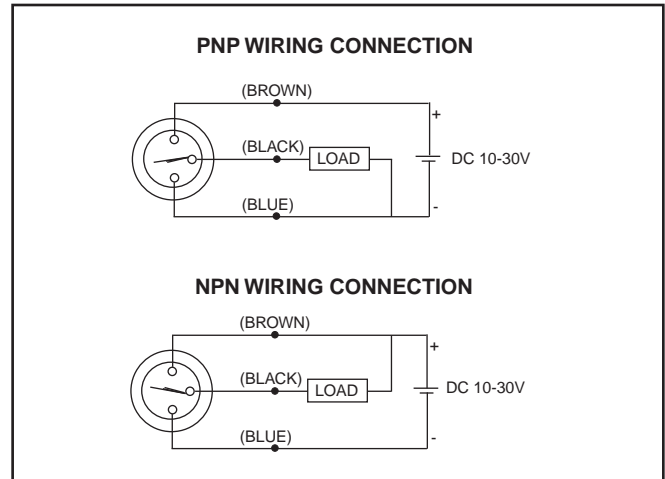 PNP WIRING CONNECTION
(BROWN)
+
(BLACK)
LOAD
DC 10-30V
(BLUE)
-
NPN WIRING CONNECTION
(BROWN)
+
(BLACK)
LOAD
DC 10-30V
(BLUE)
-